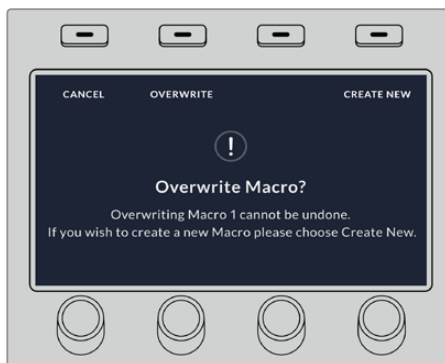 CANCEL OVERWRITE CREATE NEW
!
Overwrite Macro?
Overwriting Macro 1 cannot be undone.
If you wish to create a new Macro please choose Create New.